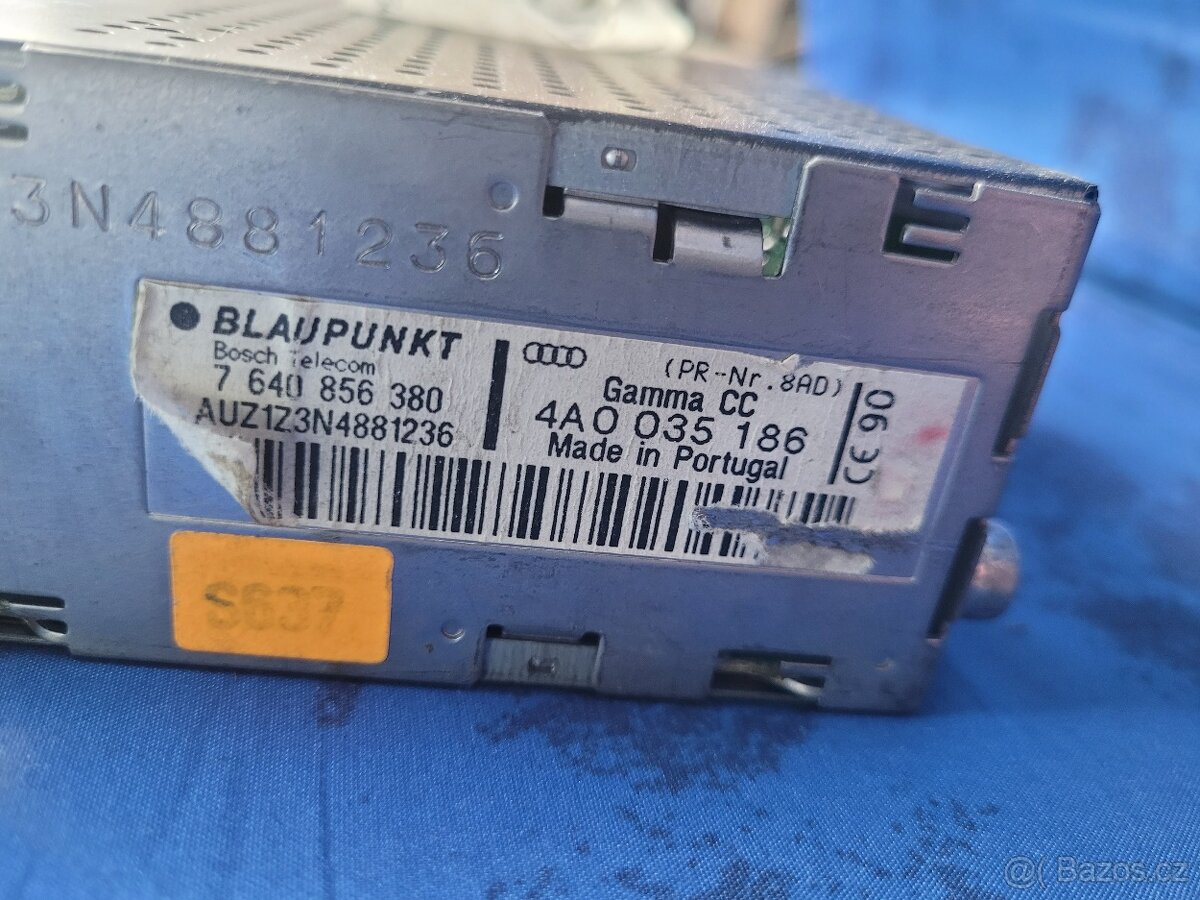 3N4881236
BLAUPUNKT
Bosch Telecom
7 640 856 380
AUZ1Z3N4881236
(PR-Nr.8AD)
Gamma CC
4A0 035 186
Made in Portugal
CE 90
S637
@( Bazos.cz